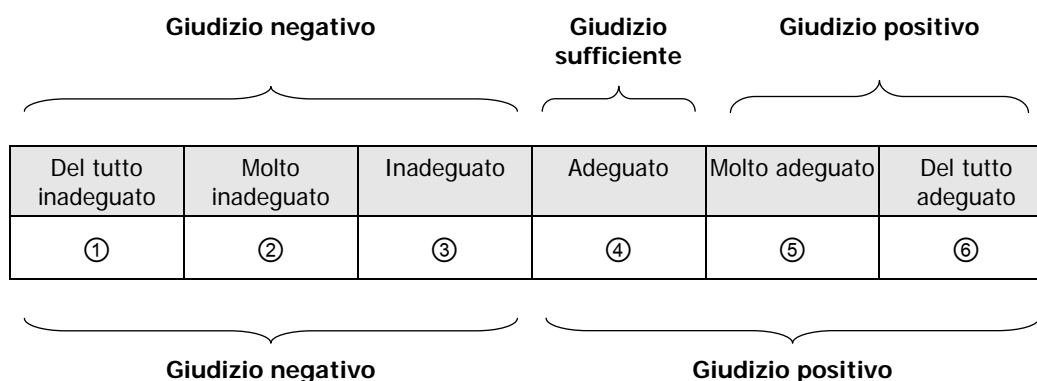 Giudizio negativo Giudizio sufficiente Giudizio positivo
Del tutto inadeguato Molto inadeguato Inadeguato Adeguato Molto adeguato Del tutto adeguato
① ② ③ ④ ⑤ ⑥
Giudizio negativo Giudizio positivo